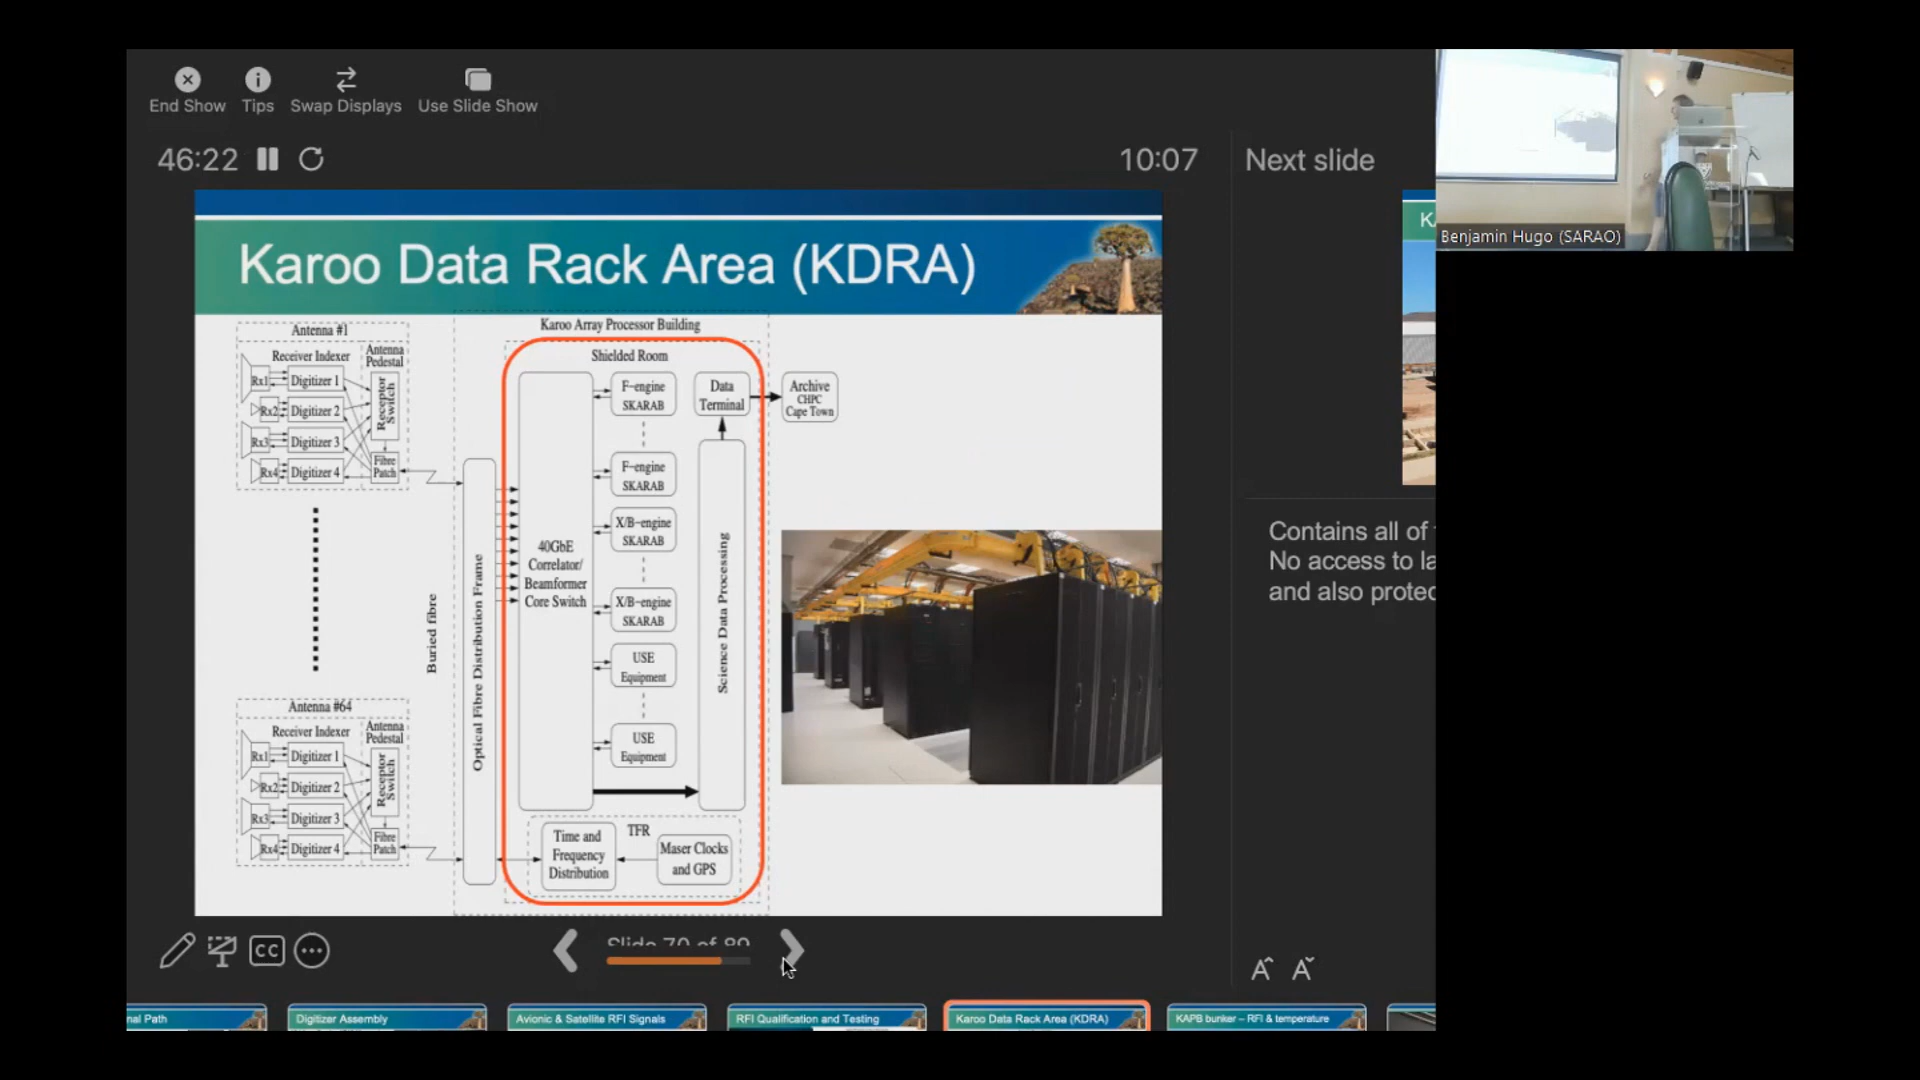 End Show
Tips
Swap Displays
Use Slide Show
46:22
10:07
Next slide
Benjamin Hugo (SARAO)
Karoo Data Rack Area (KDRA)
Antenna #1
Receiver Indexer
Antenna
Pedestal
Rx1
Digitizer 1
Rx2
Digitizer 2
Rx3
Digitizer 3
Rx4
Digitizer 4
Receptor
Switch
Fibre
Patch
Buried fibre
Antenna #64
Receiver Indexer
Antenna
Pedestal
Rx1
Digitizer 1
Rx2
Digitizer 2
Rx3
Digitizer 3
Rx4
Digitizer 4
Receptor
Switch
Fibre
Patch
Karoo Array Processor Building
Optical Fibre Distribution Frame
Shielded Room
40GbE
Correlator/
Beamformer
Core Switch
F-engine
SKARAB
F-engine
SKARAB
X/B-engine
SKARAB
X/B-engine
SKARAB
USE
Equipment
USE
Equipment
Data
Terminal
Science Data Processing
Archive
CHPC
Cape Town
TFR
Time and
Frequency
Distribution
Maser Clocks
and GPS
K
Contains all of
No access to la
and also protec
CC
Slide 70 of 89
A A
nal Path
Digitizer Assembly
Avionic & Satellite RFI Signals
RFI Qualification and Testing
Karoo Data Rack Area (KDRA)
KAPB bunker – RFI & temperature